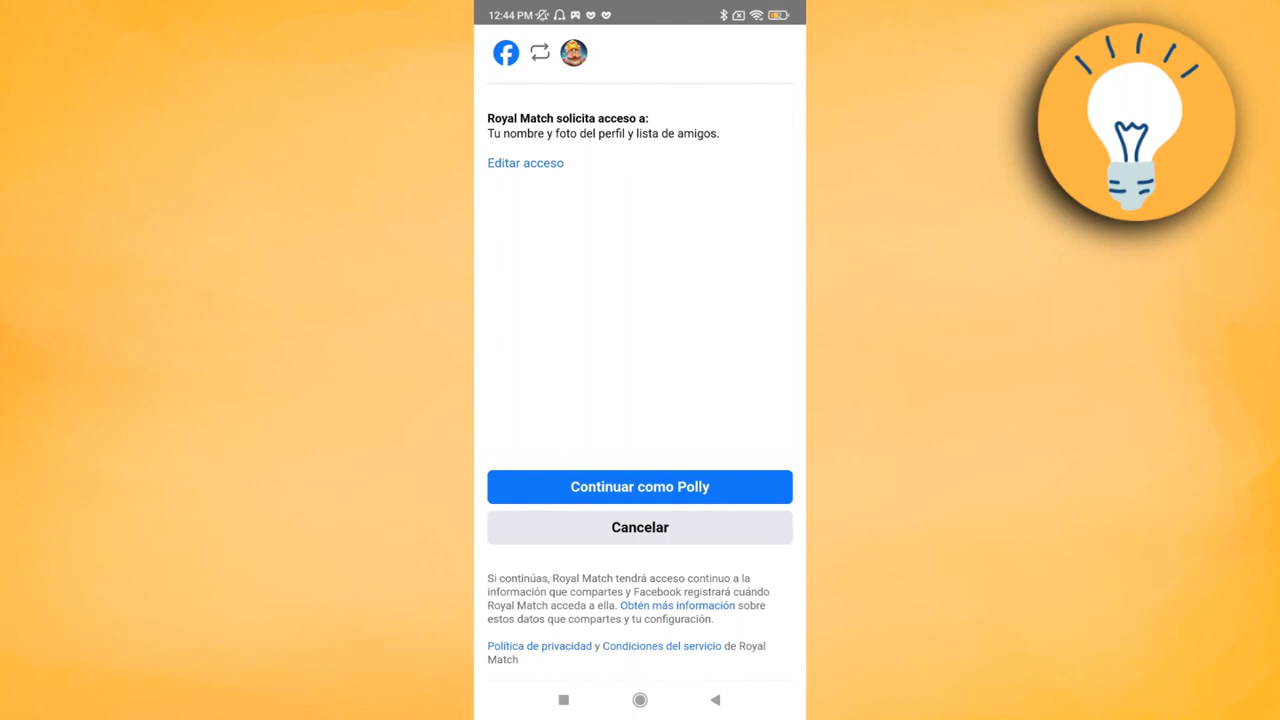 12:44 PM
Royal Match solicita acceso a:
Tu nombre y foto del perfil y lista de amigos.
Editar acceso
Continuar como Polly
Cancelar
Si continúas, Royal Match tendrá acceso continuo a la
información que compartes y Facebook registrará cuándo
Royal Match acceda a ella. Obtén más información sobre
estos datos que compartes y tu configuración.
Política de privacidad y Condiciones del servicio de Royal
Match